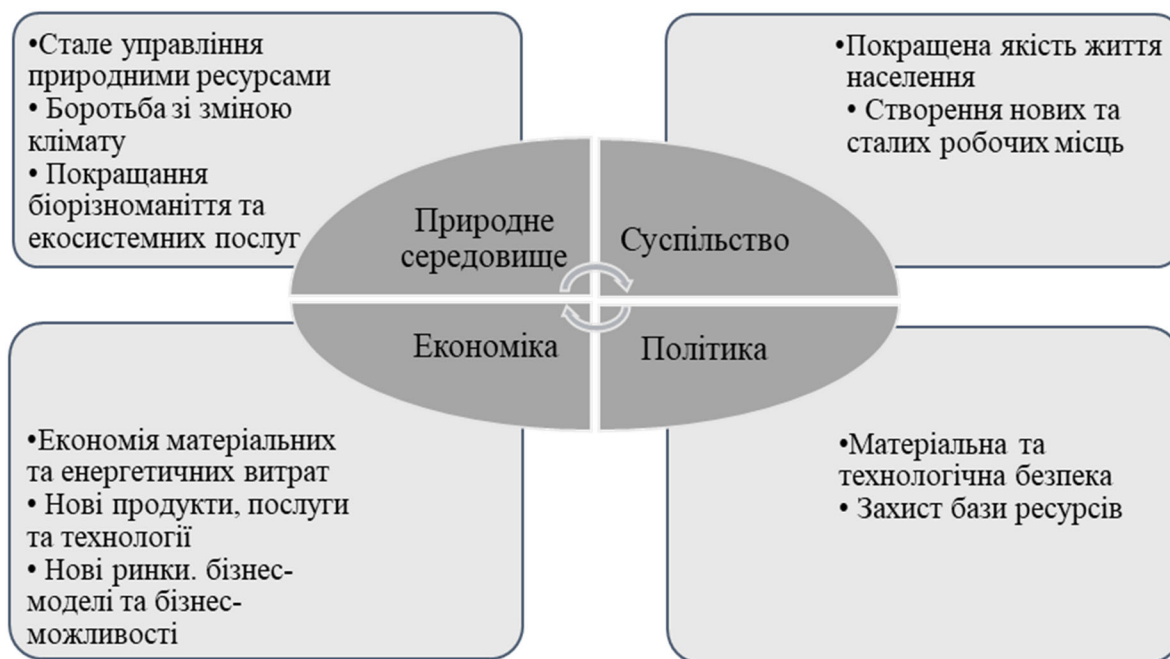 •Стале управління
природними ресурсами
• Боротьба зі зміною
клімату
• Покращання
біорізноманіття та
екосистемних послуг
•Покращена якість життя
населення
• Створення нових та
сталих робочих місць
Природне
середовище
Суспільство
Економіка
Політика
•Економія матеріальних
та енергетичних витрат
• Нові продукти, послуги
та технології
• Нові ринки. бізнес-
моделі та бізнес-
можливості
•Матеріальна та
технологічна безпека
• Захист бази ресурсів